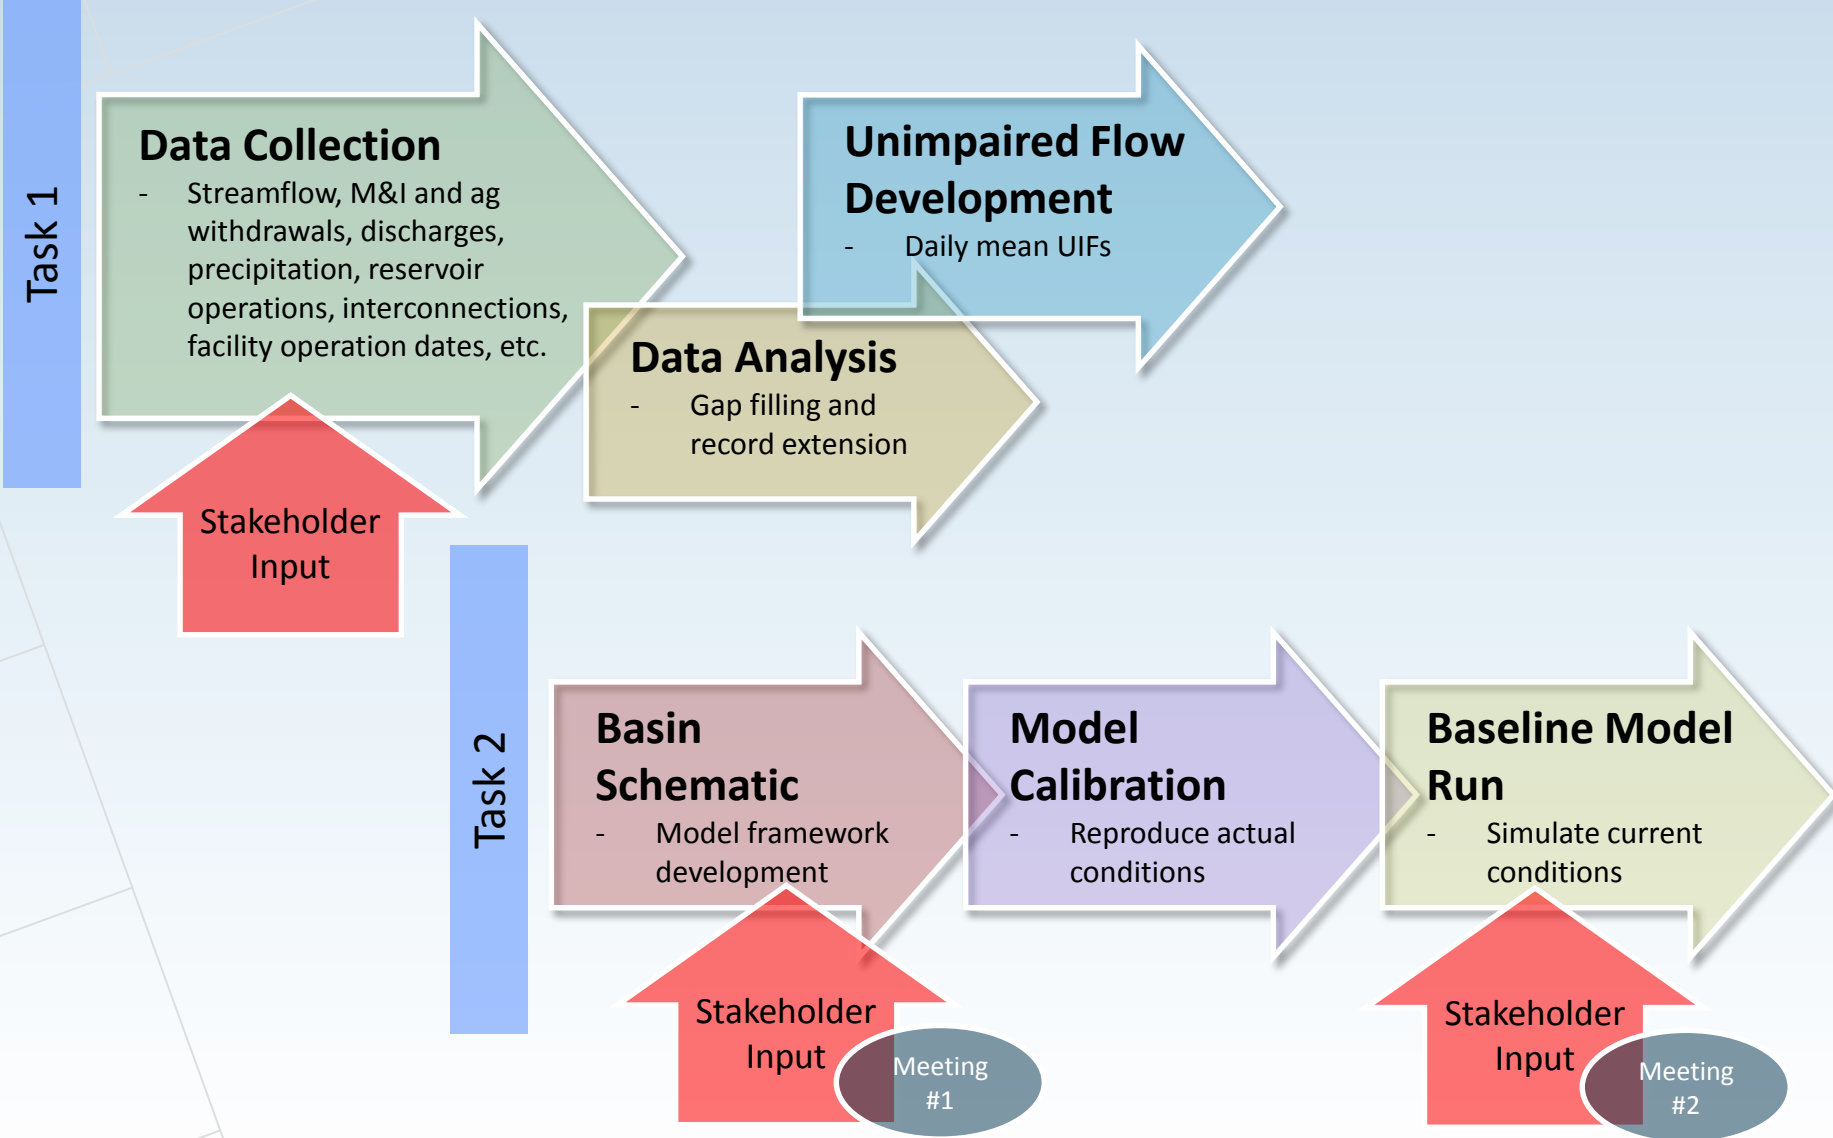 Task 1
Data Collection
- Streamflow, M&I and ag
withdrawals, discharges,
precipitation, reservoir
operations, interconnections,
facility operation dates, etc.
Stakeholder
Input
Data Analysis
- Gap filling and
record extension
Unimpaired Flow
Development
- Daily mean UIFs
Task 2
Basin
Schematic
- Model framework
development
Stakeholder
Input
Meeting
#1
Model
Calibration
- Reproduce actual
conditions
Baseline Model
Run
- Simulate current
conditions
Stakeholder
Input
Meeting
#2